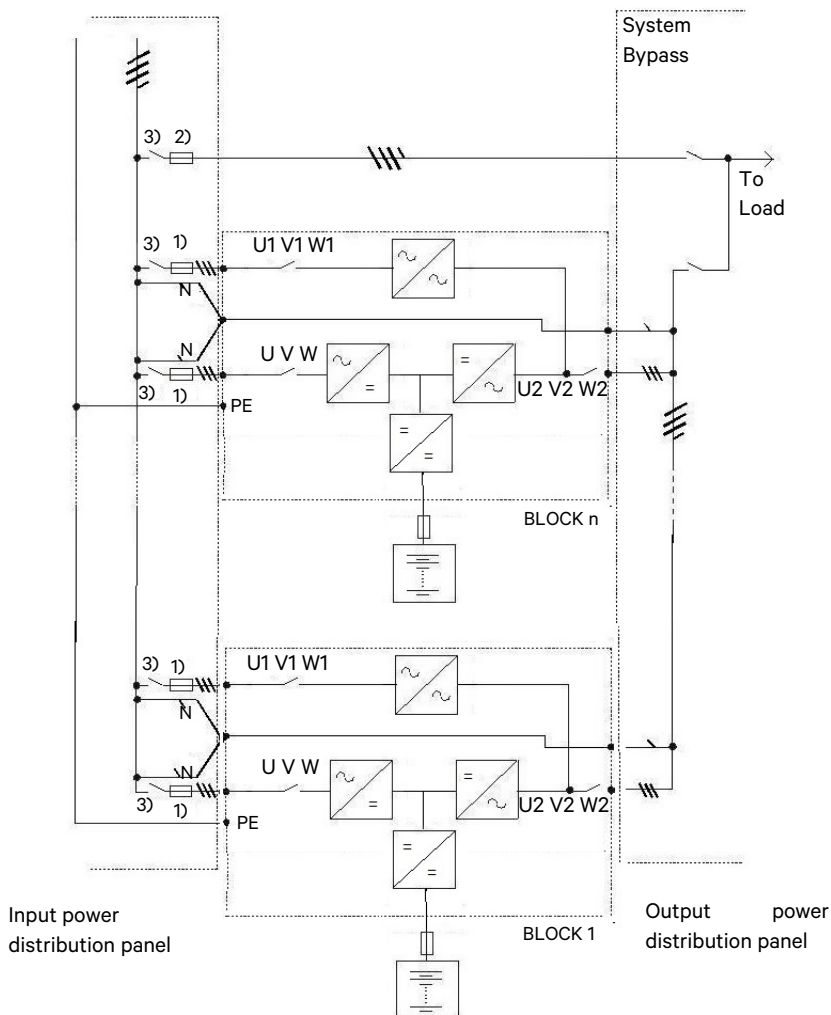 System
Bypass
3) 2)
To
Load
3) 1)
U1 V1 W1
N
N
U V W
3) 1)
U2 V2 W2
PE
BLOCK n
3) 1)
U1 V1 W1
N
N
U V W
3) 1)
U2 V2 W2
PE
Input power
distribution panel
BLOCK 1
Output power
distribution panel